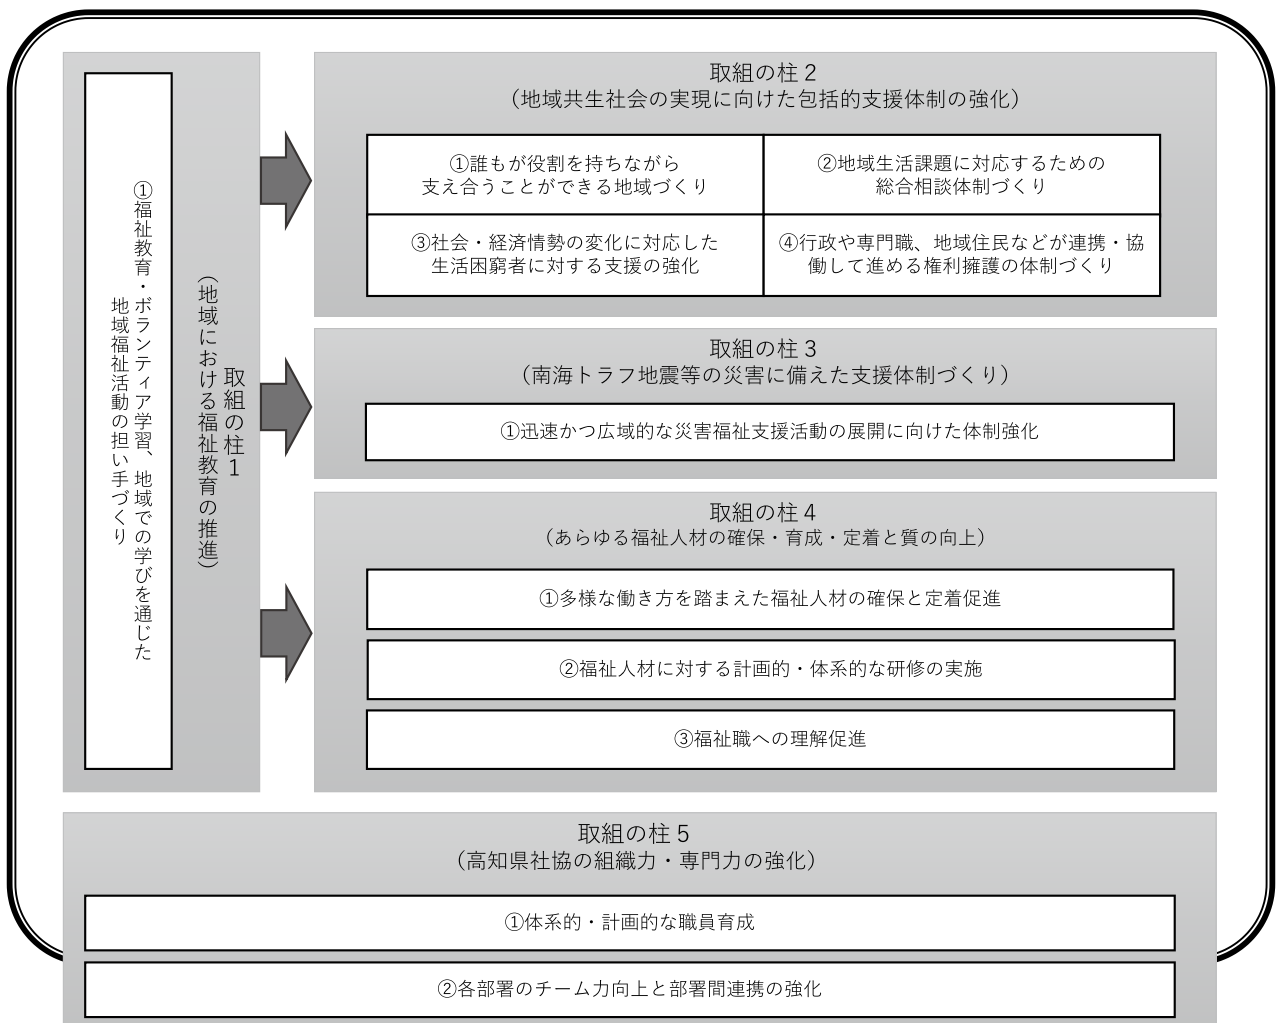 取組の柱1
(地域における福祉教育の推進)
①福祉教育・ボランティア学習、地域での学びを通じた
地域福祉活動の担い手づくり
取組の柱2
(地域共生社会の実現に向けた包括的支援体制の強化)
①誰もが役割を持ちながら
支え合うことができる地域づくり
②地域生活課題に対応するための
総合相談体制づくり
③社会・経済情勢の変化に対応した
生活困窮者に対する支援の強化
④行政や専門職、地域住民などが連携・協
働して進める権利擁護の体制づくり
取組の柱3
(南海トラフ地震等の災害に備えた支援体制づくり)
①迅速かつ広域的な災害福祉支援活動の展開に向けた体制強化
取組の柱4
(あらゆる福祉人材の確保・育成・定着と質の向上)
①多様な働き方を踏まえた福祉人材の確保と定着促進
②福祉人材に対する計画的・体系的な研修の実施
③福祉職への理解促進
取組の柱5
(高知県社協の組織力・専門力の強化)
①体系的・計画的な職員育成
②各部署のチーム力向上と部署間連携の強化